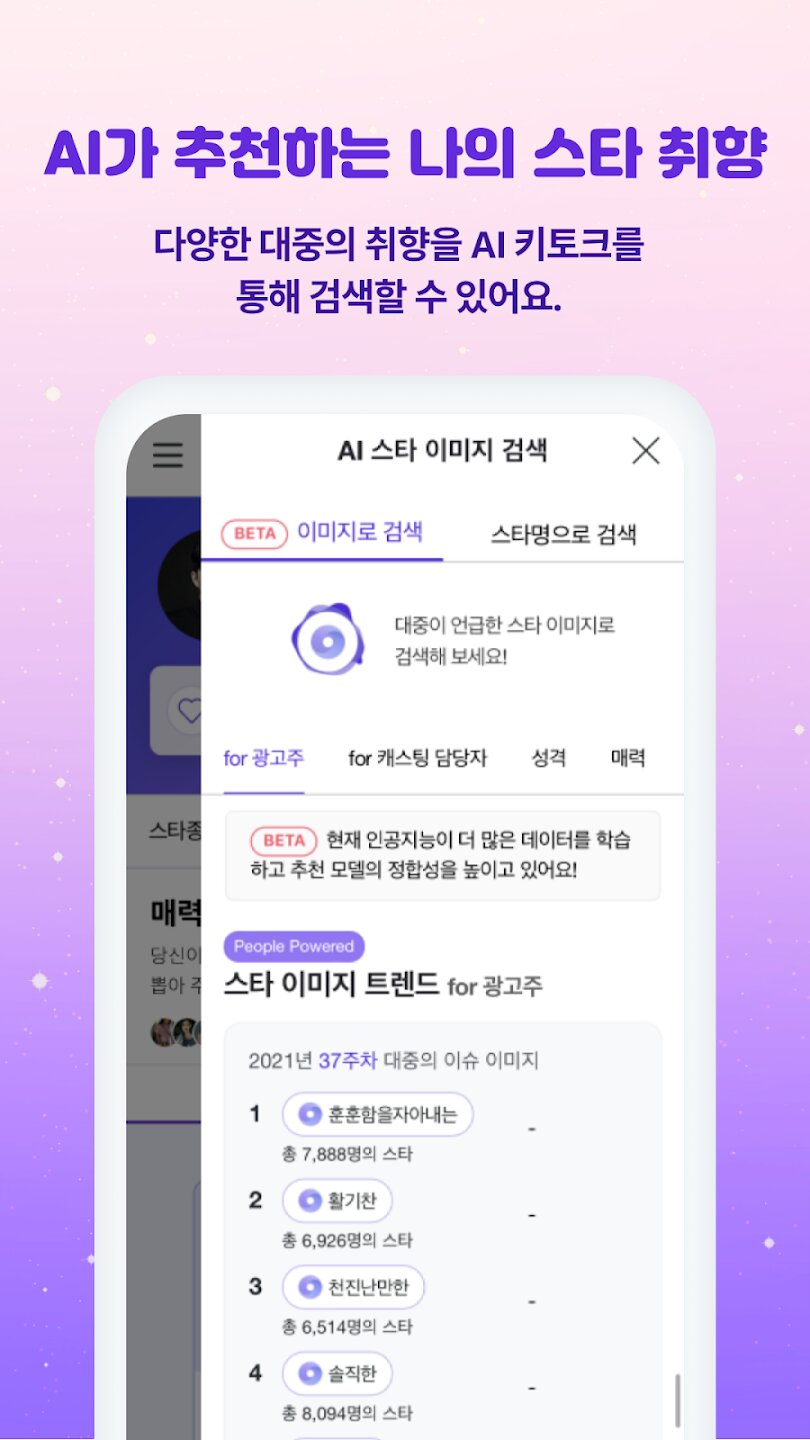 AI가 추천하는 나의 스타 취향
다양한 대중의 취향을 AI 키토크를
통해 검색할 수 있어요.
AI 스타 이미지 검색
BETA 이미지로 검색
스타명으로 검색
대중이 언급한 스타 이미지로
검색해 보세요!
for 광고주
for 캐스팅 담당자
성격
매력
스타종
BETA 현재 인공지능이 더 많은 데이터를 학습
하고 추천 모델의 정합성을 높이고 있어요!
매력
당신이
뽑아 주
People Powered
스타 이미지 트렌드 for 광고주
2021년 37주차 대중의 이슈 이미지
1 훈훈함을자아내는 -
총 7,888명의 스타
2 활기찬 -
총 6,926명의 스타
3 천진난만한 -
총 6,514명의 스타
4 솔직한 -
총 8,094명의 스타